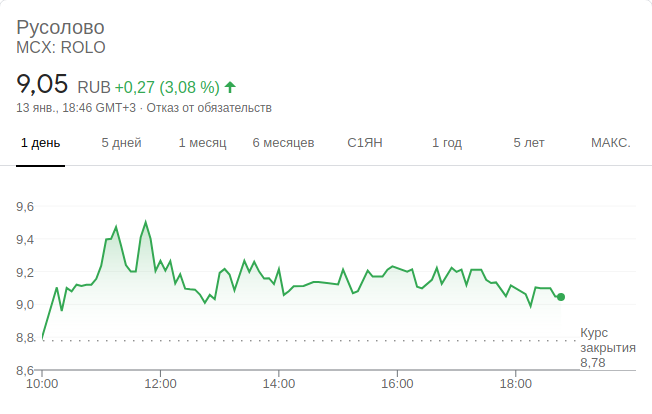 Русолово
MCX: ROLO
9,05 RUB +0,27 (3,08 %)
13 янв., 18:46 GMT+3 · Отказ от обязательств
1 день 5 дней 1 месяц 6 месяцев С1ЯН 1 год 5 лет МАКС.
9,6
9,4
9,2
9,0
8,8
8,6
Курс
закрытия
8,78
10:00 12:00 14:00 16:00 18:00